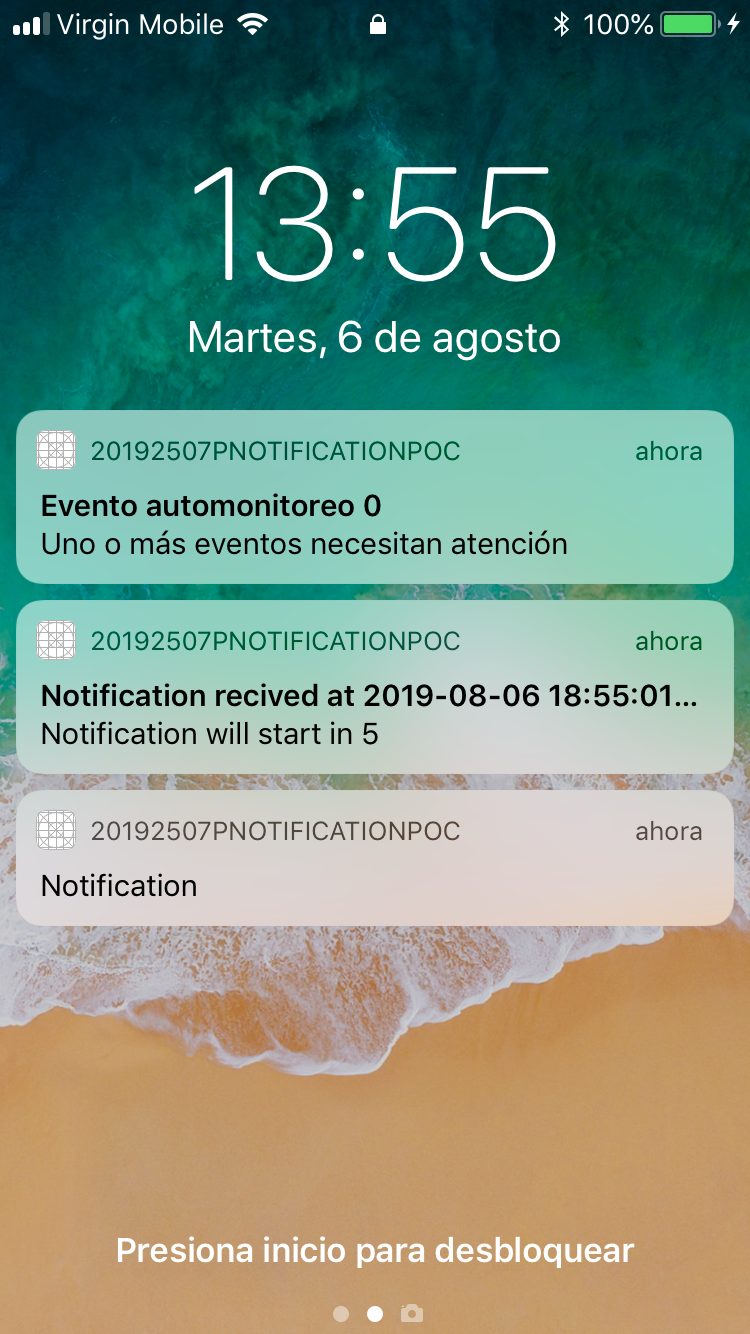 Virgin Mobile 100%
13:55
Martes, 6 de agosto
20192507PNOTIFICATIONPOC ahora
Evento automonitoreo 0
Uno o más eventos necesitan atención
20192507PNOTIFICATIONPOC ahora
Notification recived at 2019-08-06 18:55:01...
Notification will start in 5
20192507PNOTIFICATIONPOC ahora
Notification
Presiona inicio para desbloquear